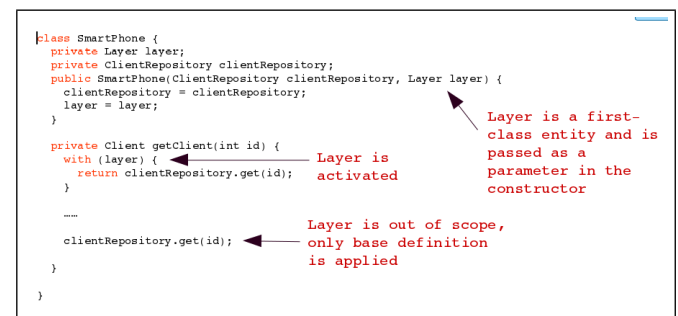 class SmartPhone {
private Layer layer;
private ClientRepository clientRepository;
public SmartPhone(ClientRepository clientRepository, Layer layer) {
clientRepository = clientRepository;
layer = layer;
}
Layer is a first-
class entity and is
passed as a
parameter in the
constructor
private Client getClient(int id) {
with (layer) {
return clientRepository.get(id);
}
Layer is
activated
……
clientRepository.get(id);
Layer is out of scope,
only base definition
is applied
}
}